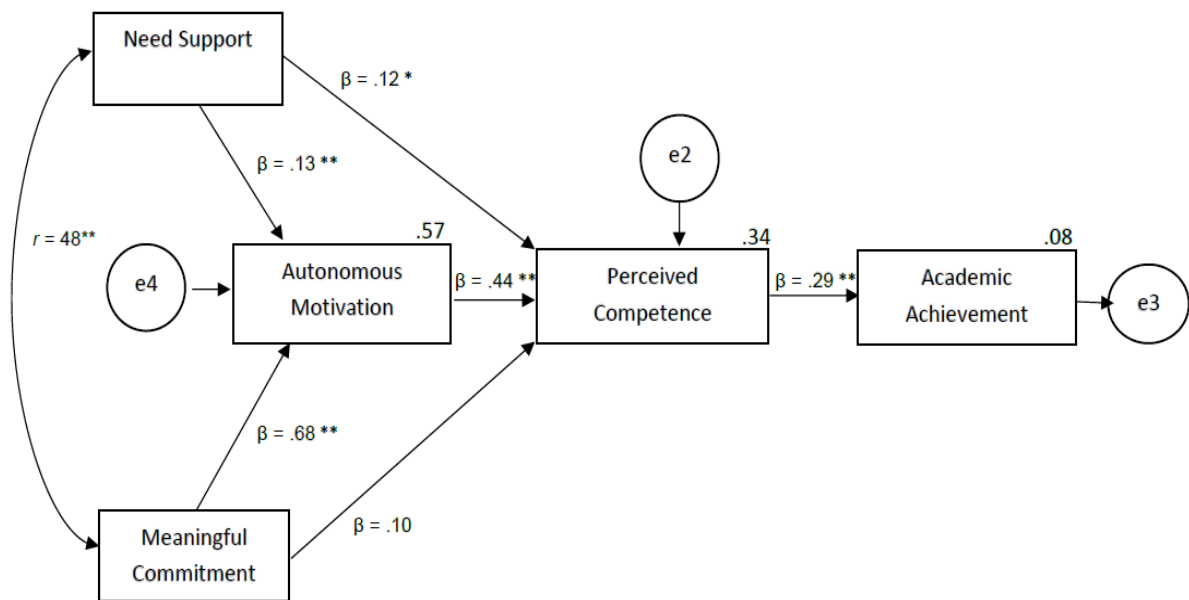 Need Support
β = .12 *
e2
β = .13 **
r = 48**
.57
.34
.08
e4
Autonomous
Motivation
β = .44 **
Perceived
Competence
β = .29 **
Academic
Achievement
e3
β = .68 **
β = .10
Meaningful
Commitment